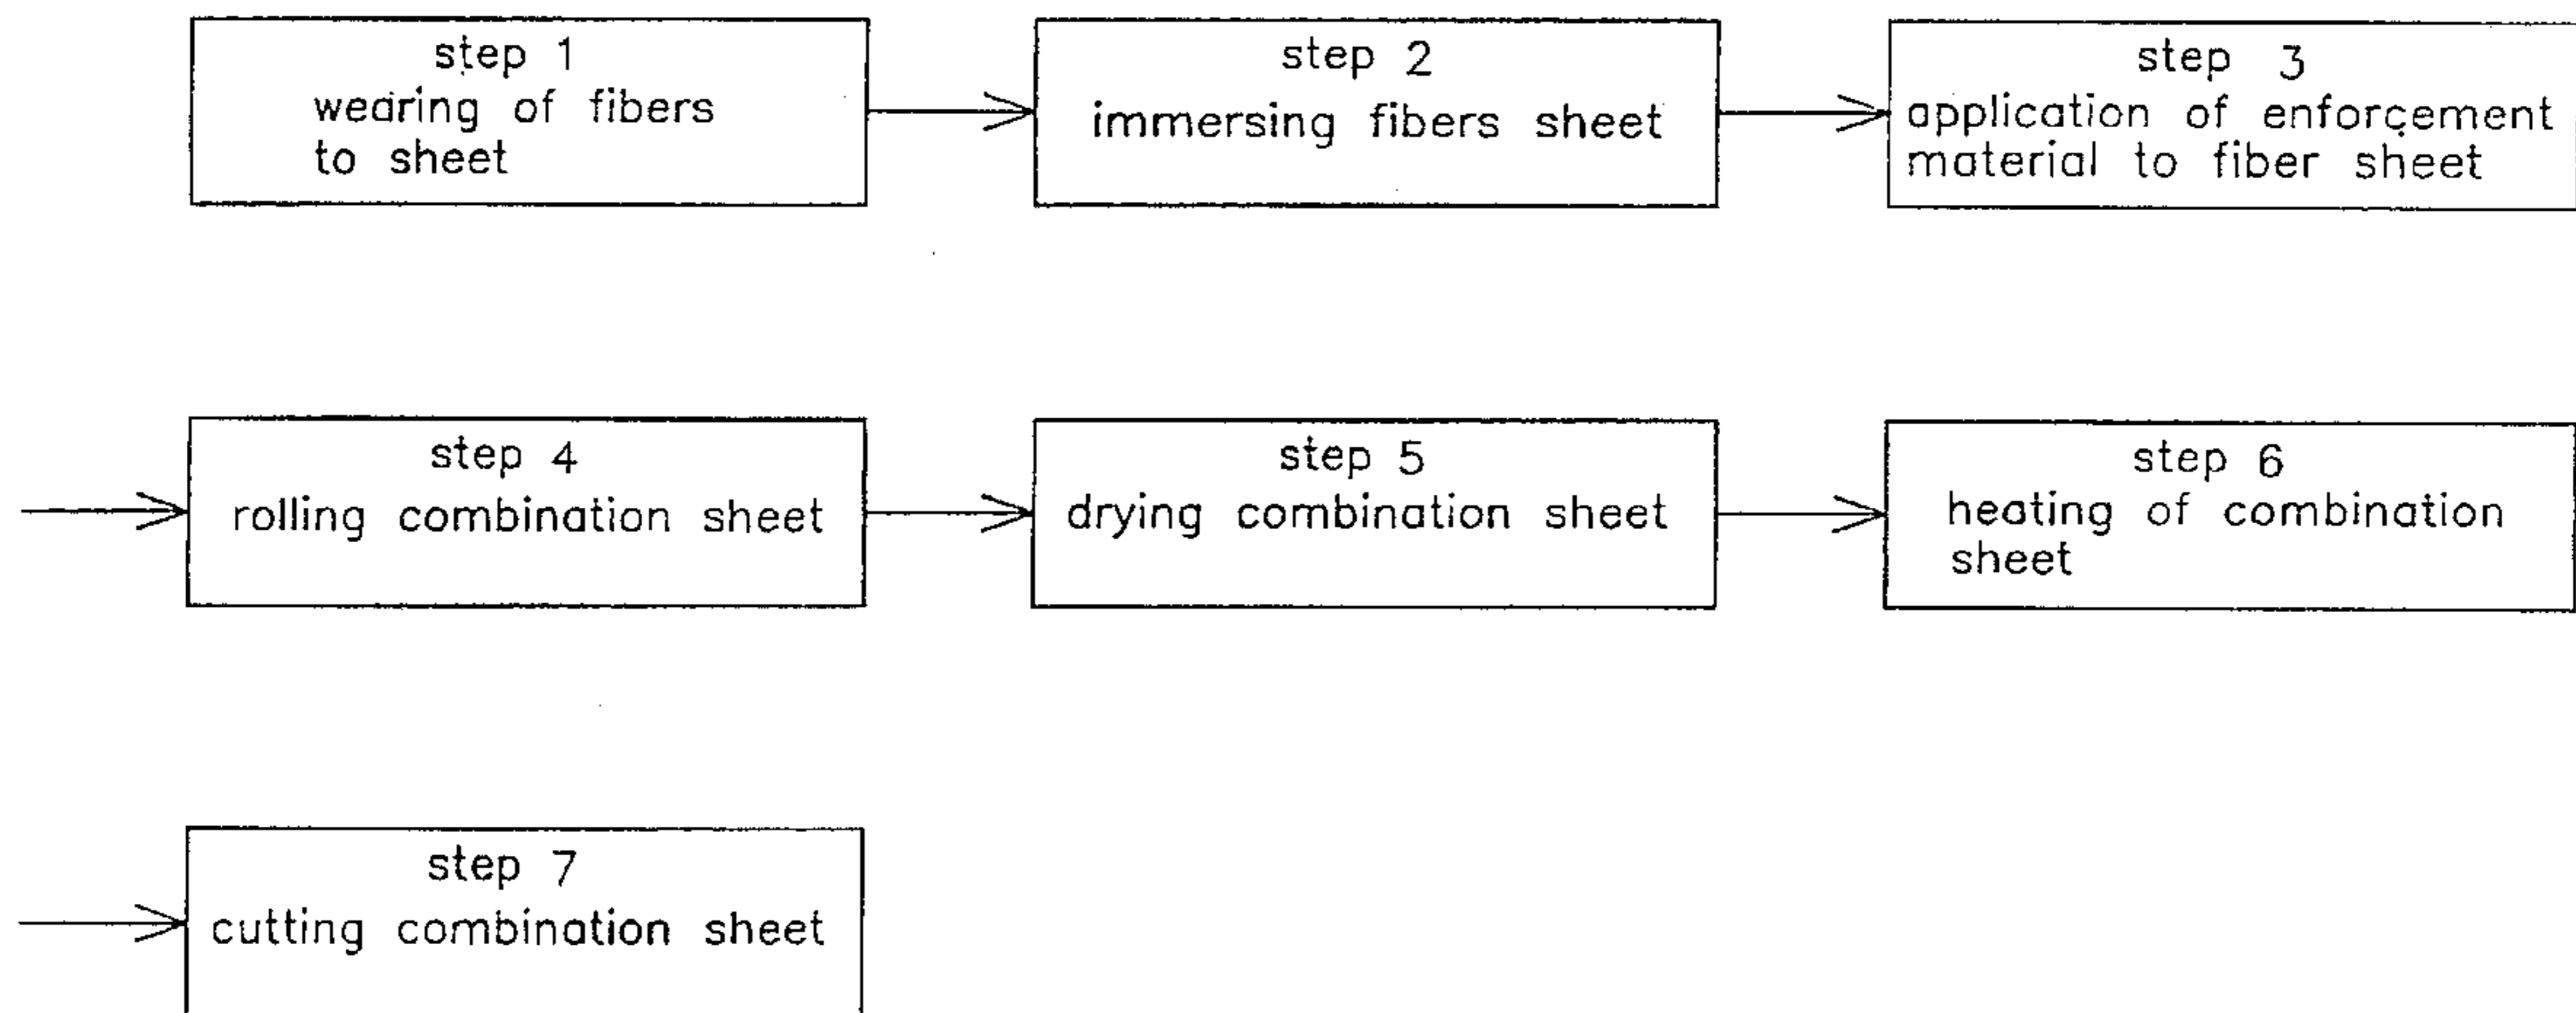 step 1
wearing of fibers
to sheet
step 2
immersing fibers sheet
step 3
application of enforcement
material to fiber sheet
step 4
rolling combination sheet
step 5
drying combination sheet
step 6
heating of combination
sheet
step 7
cutting combination sheet